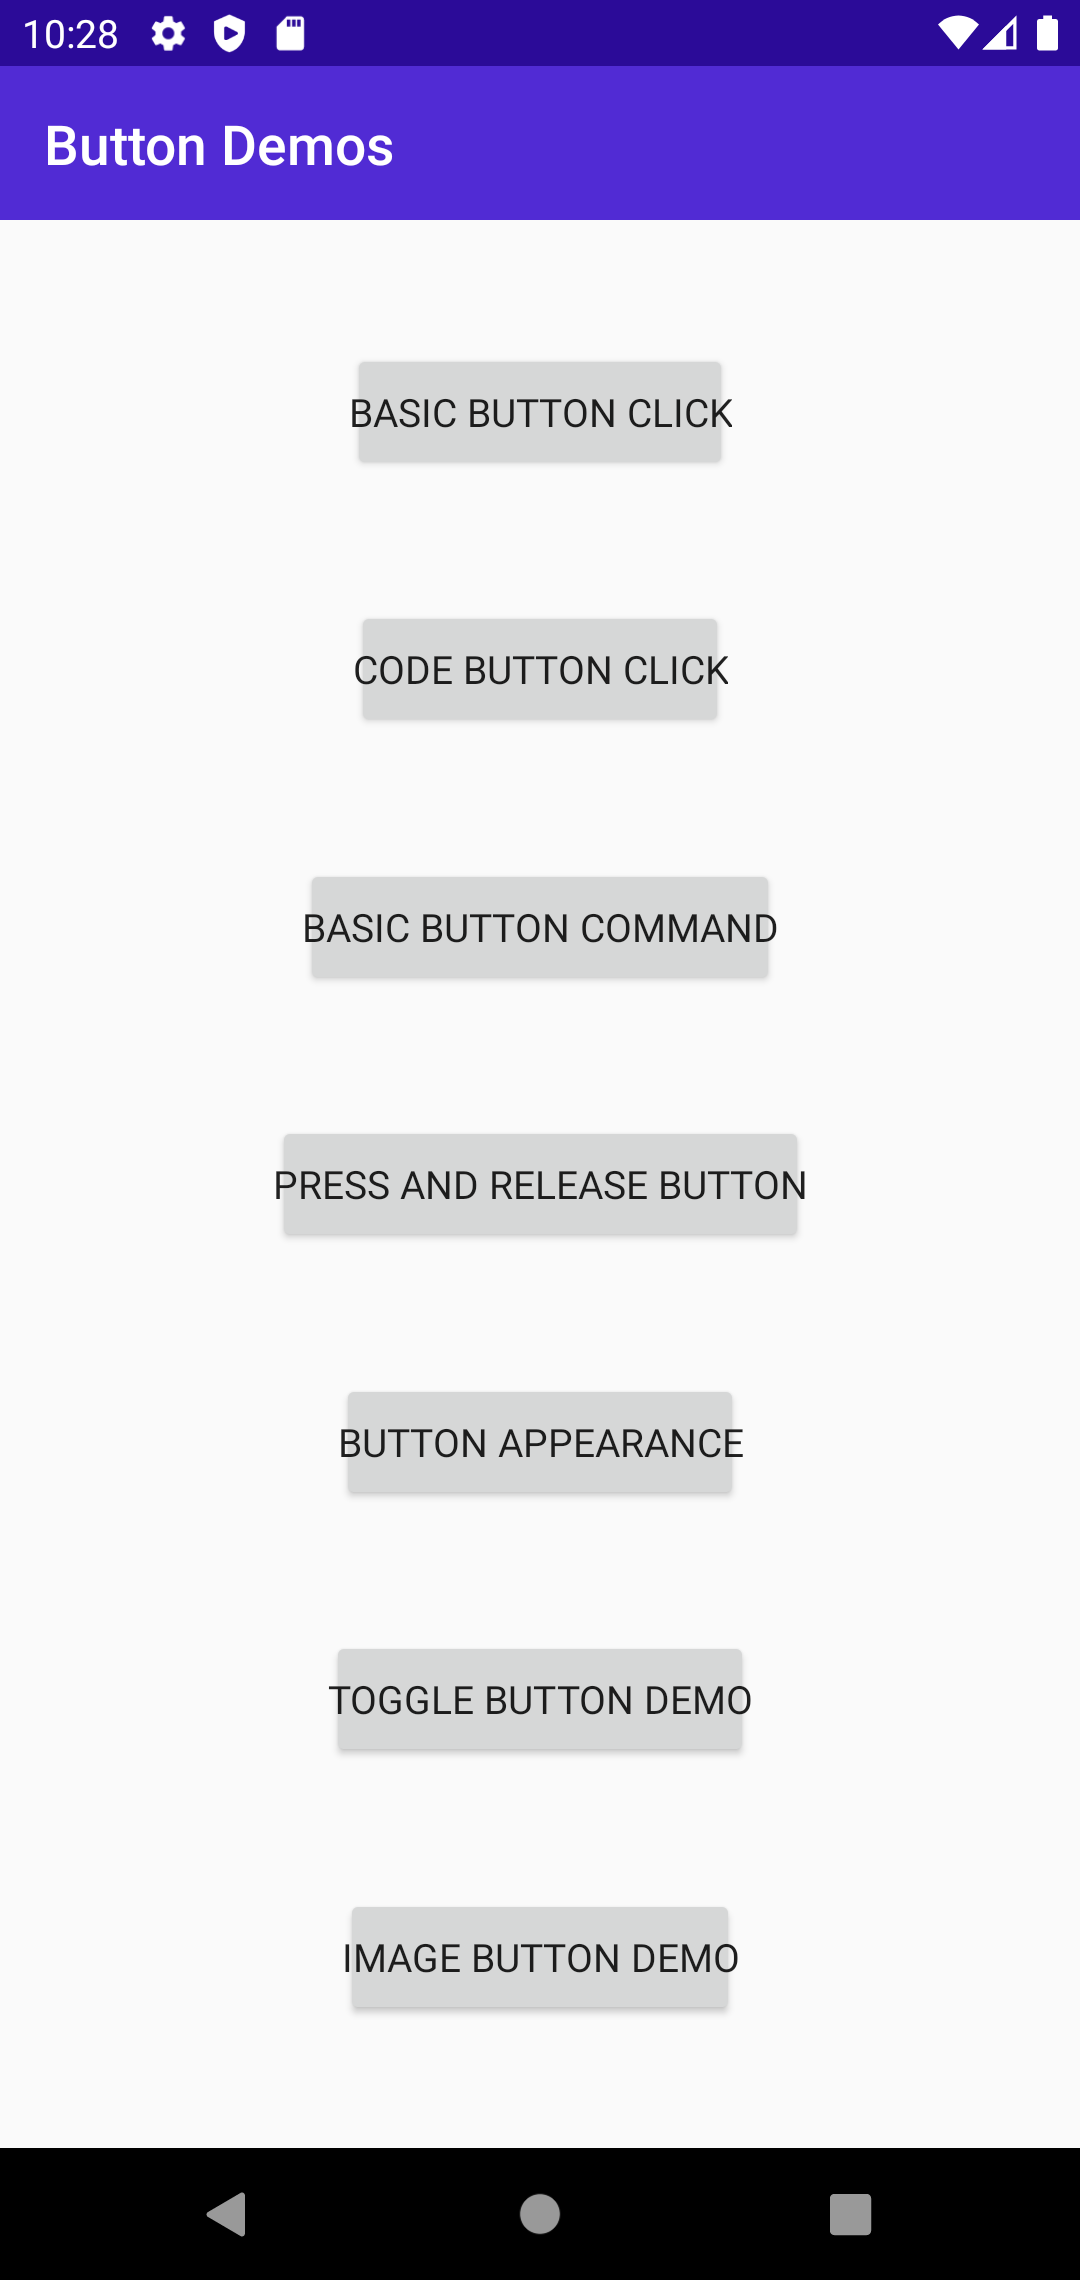 10:28
Button Demos
BASIC BUTTON CLICK
CODE BUTTON CLICK
BASIC BUTTON COMMAND
PRESS AND RELEASE BUTTON
BUTTON APPEARANCE
TOGGLE BUTTON DEMO
IMAGE BUTTON DEMO